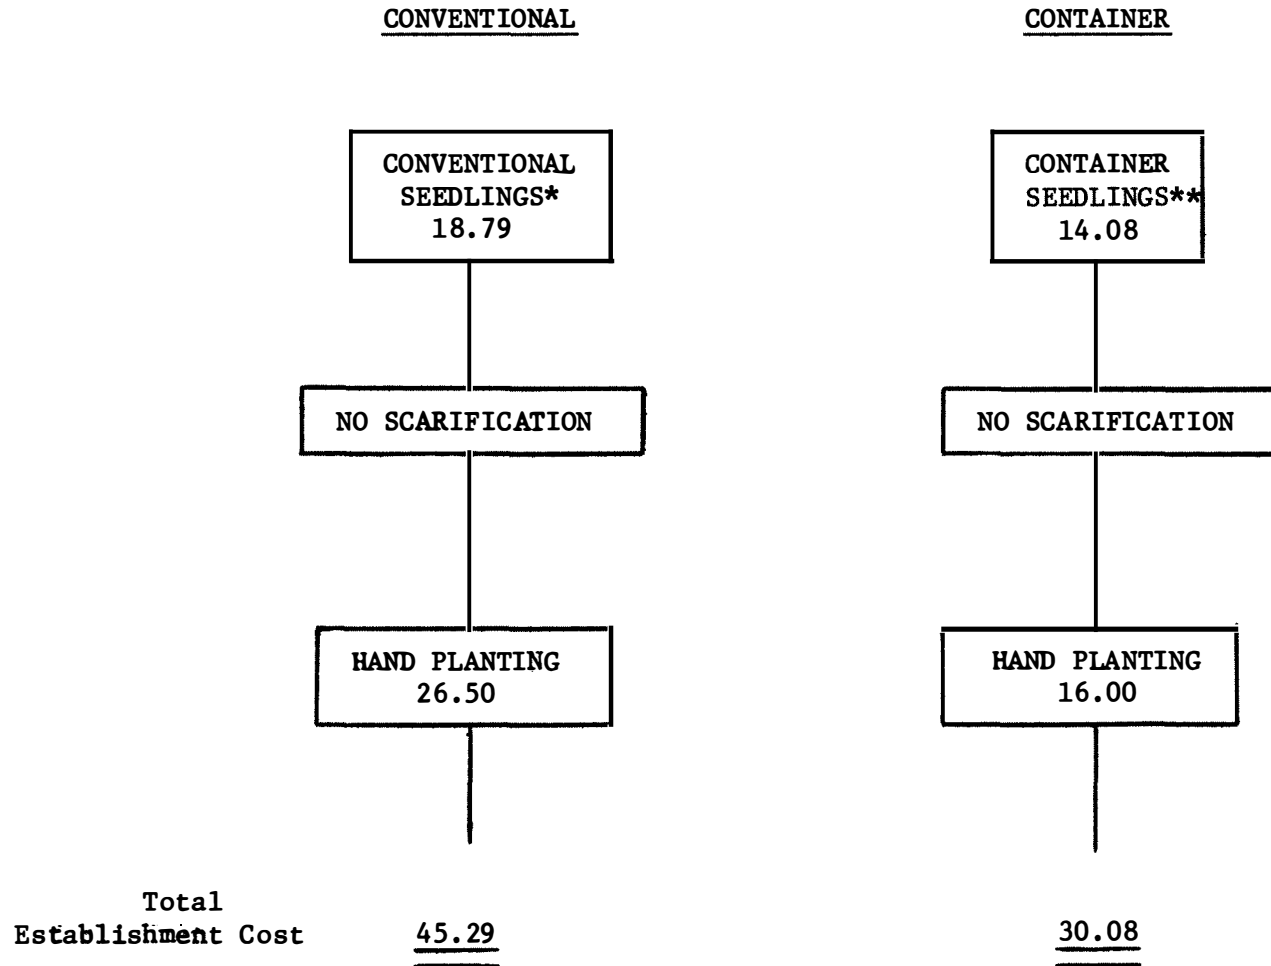 CONVENTIONAL
CONTAINER
CONVENTIONAL
SEEDLINGS*
18.79
CONTAINER
SEEDLINGS**
14.08
NO SCARIFICATION
NO SCARIFICATION
HAND PLANTING
26.50
HAND PLANTING
16.00
Total
Establishment Cost
45.29
30.08